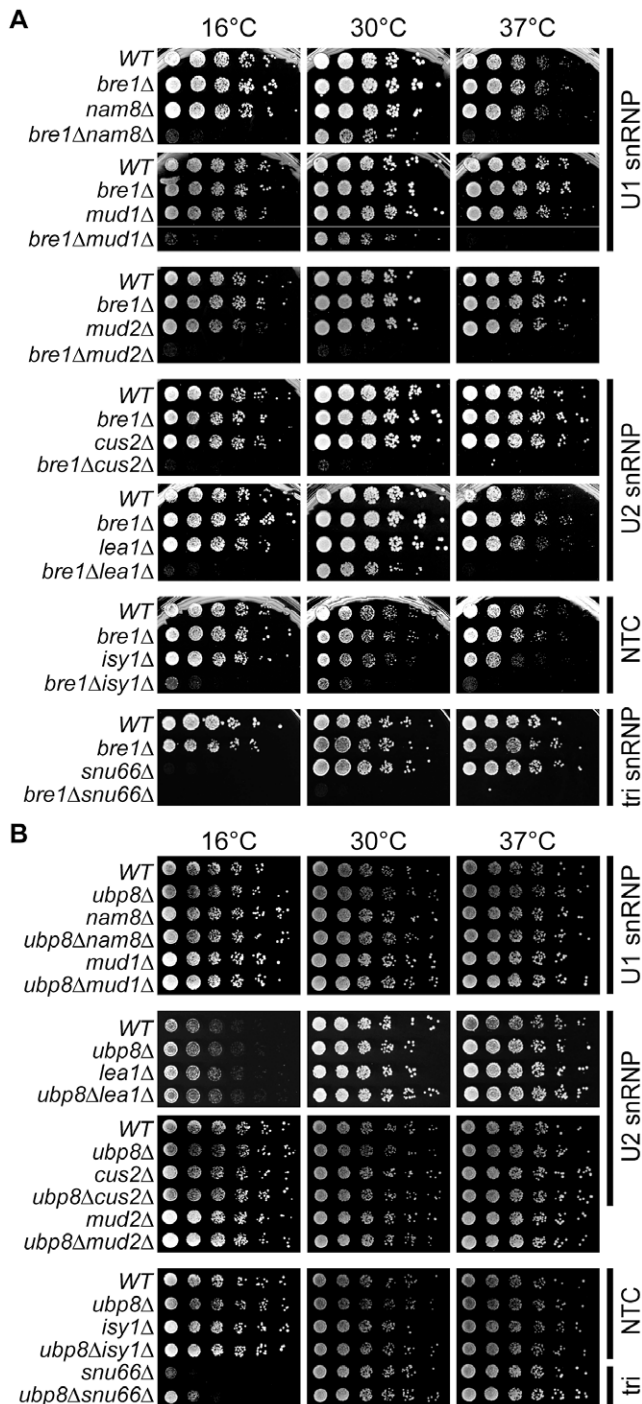 A
16°C 30°C 37°C
WT
bre1Δ
nam8Δ
bre1Δnam8Δ
WT
bre1Δ
mud1Δ
bre1Δmud1Δ
U1 snRNP
WT
bre1Δ
mud2Δ
bre1Δmud2Δ
WT
bre1Δ
cus2Δ
bre1Δcus2Δ
WT
bre1Δ
lea1Δ
bre1Δlea1Δ
U2 snRNP
WT
bre1Δ
isy1Δ
bre1Δisy1Δ
NTC
WT
bre1Δ
snu66Δ
bre1Δsnu66Δ
tri snRNP
B
16°C 30°C 37°C
WT
ubp8Δ
nam8Δ
ubp8Δnam8Δ
mud1Δ
ubp8Δmud1Δ
U1 snRNP
WT
ubp8Δ
lea1Δ
ubp8Δlea1Δ
WT
ubp8Δ
cus2Δ
ubp8Δcus2Δ
mud2Δ
ubp8Δmud2Δ
U2 snRNP
WT
ubp8Δ
isy1Δ
ubp8Δisy1Δ
NTC
snu66Δ
ubp8Δsnu66Δ
tri